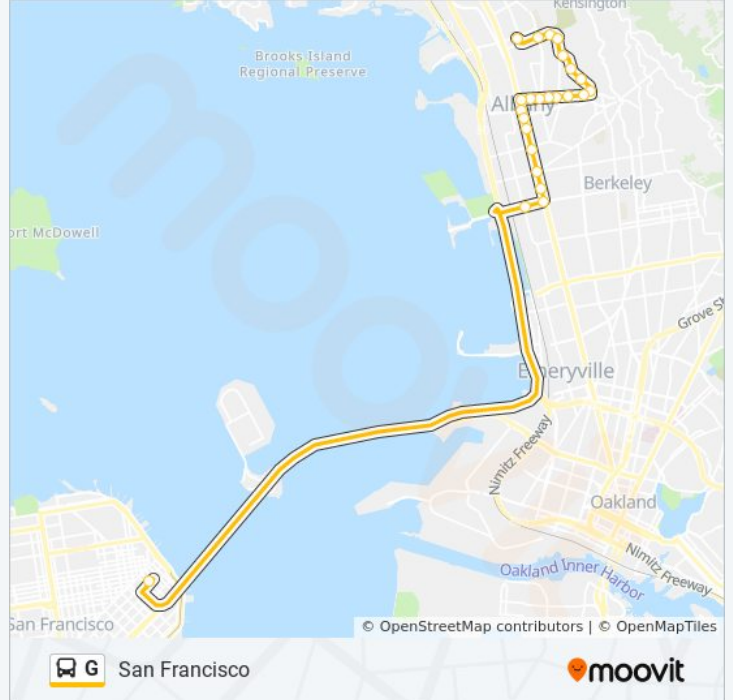 Kensington
Brooks Island
Regional Preserve
Albany
Berkeley
ort McDowell
Grove St
Emeryville
Nimitz Freeway
Oakland
Oakland Inner Harbor
Nimitz Freeway
San Francisco
© OpenStreetMap contributors | © OpenMapTiles
G San Francisco
moovit
moovit